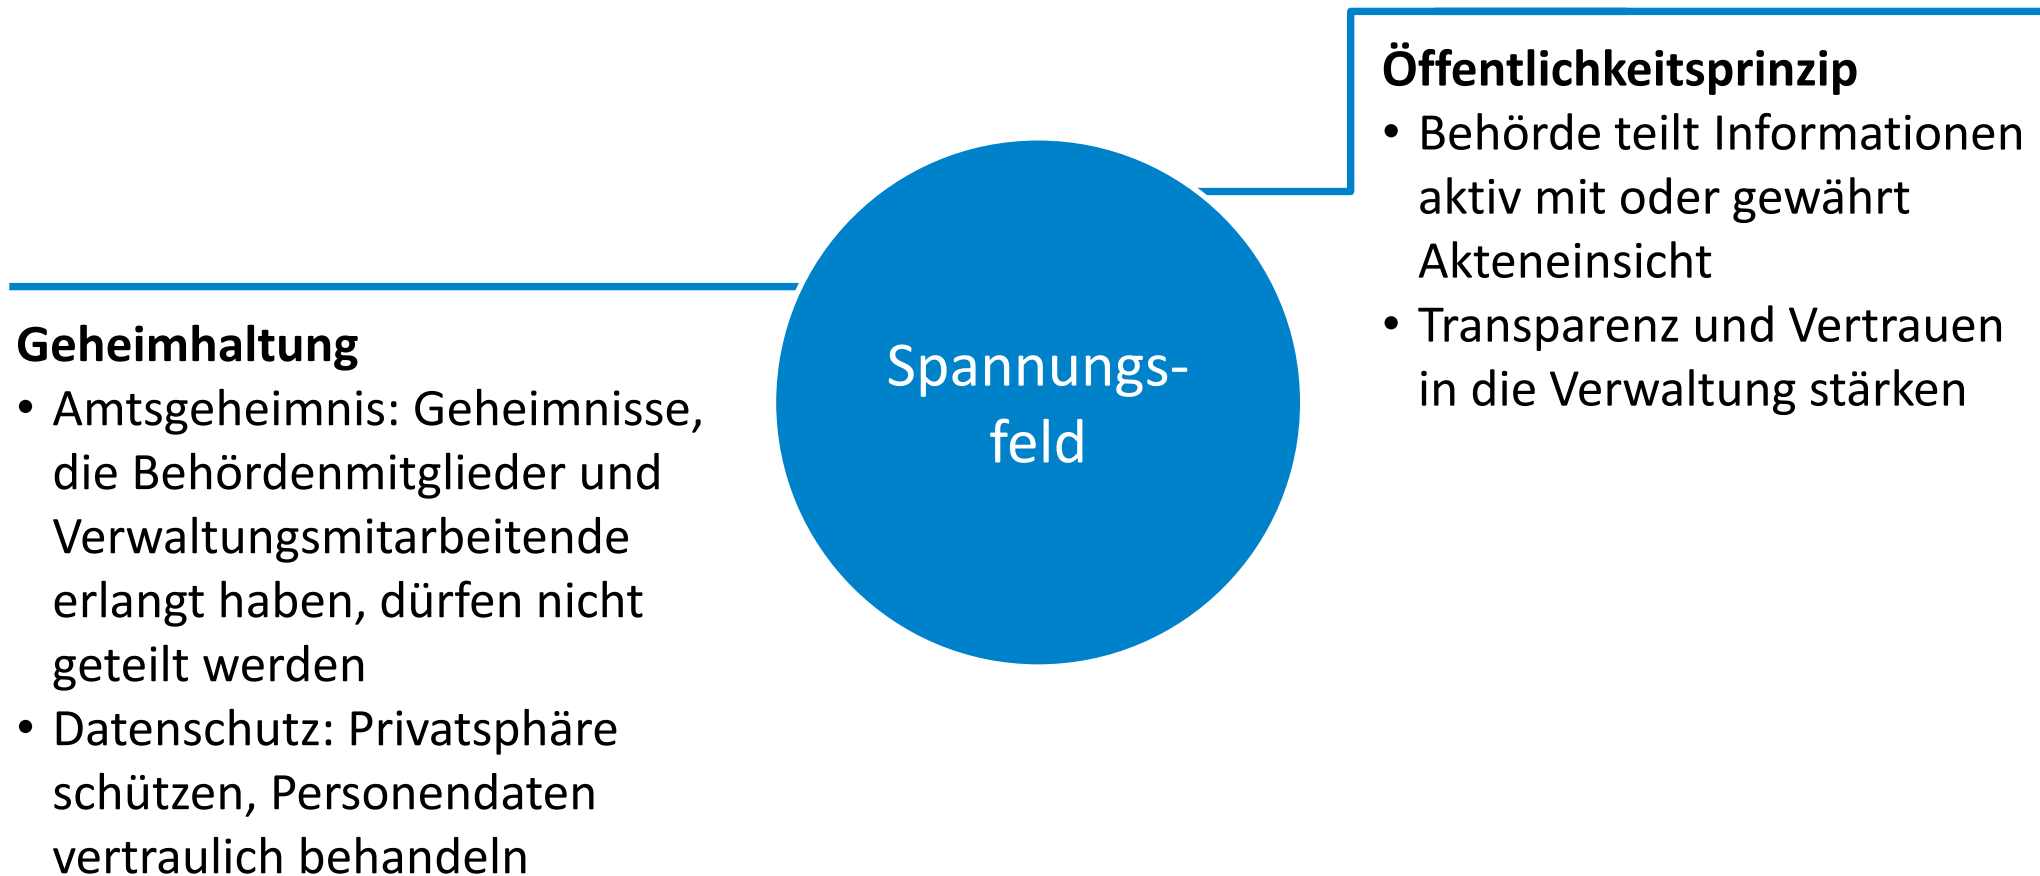 Geheimhaltung
• Amtsgeheimnis: Geheimnisse,
die Behördenmitglieder und
Verwaltungsmitarbeitende
erlangt haben, dürfen nicht
geteilt werden
• Datenschutz: Privatsphäre
schützen, Personendaten
vertraulich behandeln
Spannungs-
feld
Öffentlichkeitsprinzip
• Behörde teilt Informationen
aktiv mit oder gewährt
Akteneinsicht
• Transparenz und Vertrauen
in die Verwaltung stärken